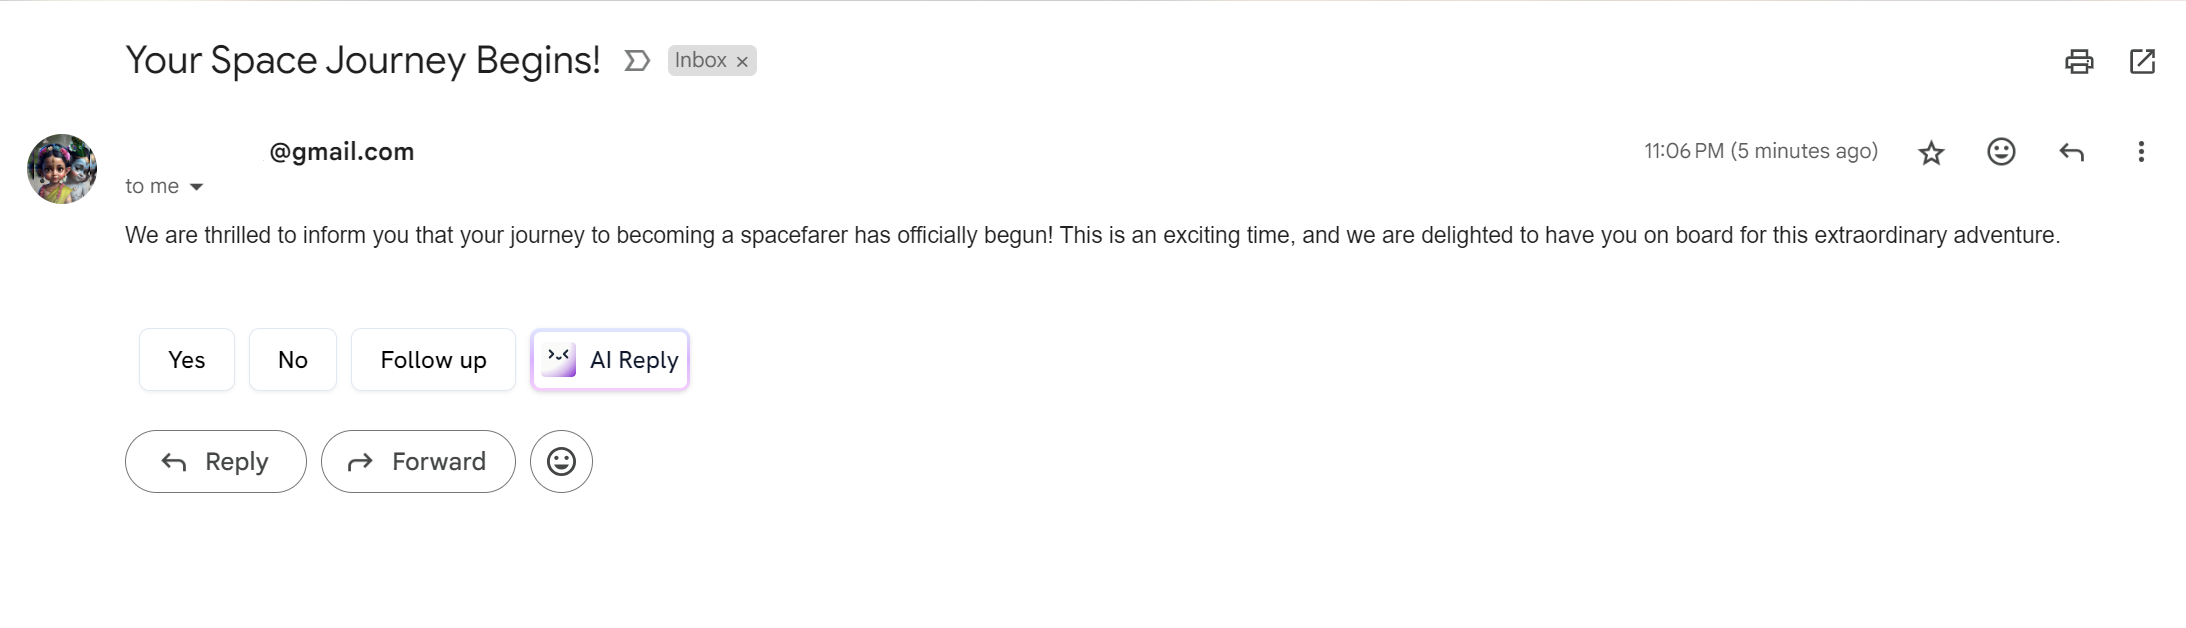 Your Space Journey Begins! Inbox ×
@gmail.com 11:06 PM (5 minutes ago)
to me
We are thrilled to inform you that your journey to becoming a spacefarer has officially begun! This is an exciting time, and we are delighted to have you on board for this extraordinary adventure.
Yes No Follow up AI Reply
Reply Forward